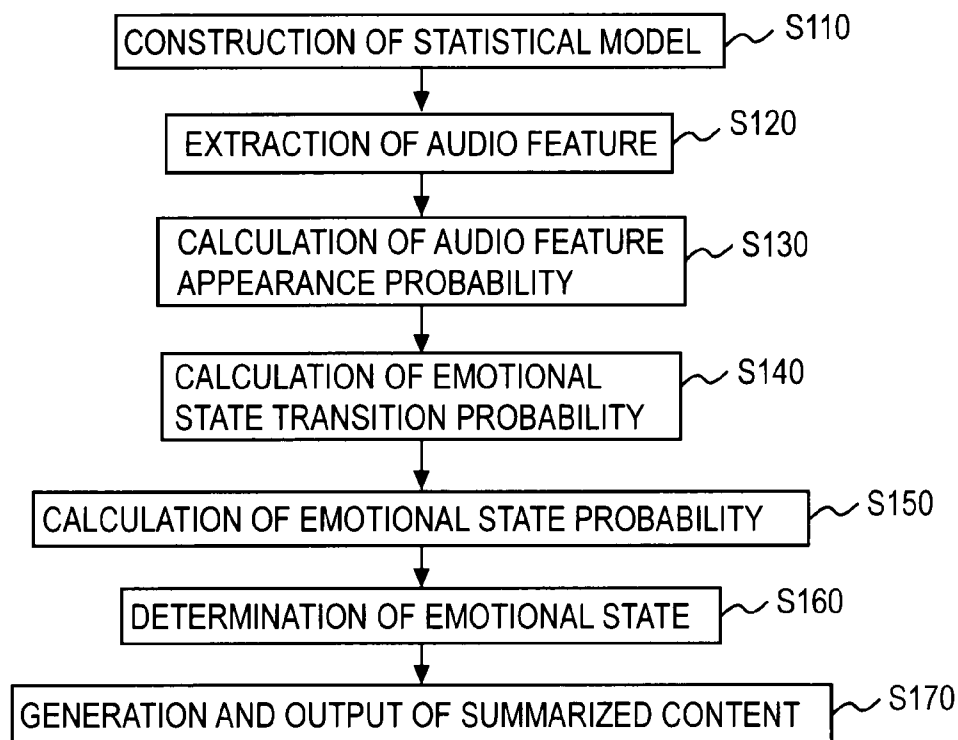 CONSTRUCTION OF STATISTICAL MODEL S110
EXTRACTION OF AUDIO FEATURE S120
CALCULATION OF AUDIO FEATURE
APPEARANCE PROBABILITY
S130
CALCULATION OF EMOTIONAL
STATE TRANSITION PROBABILITY
S140
CALCULATION OF EMOTIONAL STATE PROBABILITY S150
DETERMINATION OF EMOTIONAL STATE S160
GENERATION AND OUTPUT OF SUMMARIZED CONTENT S170